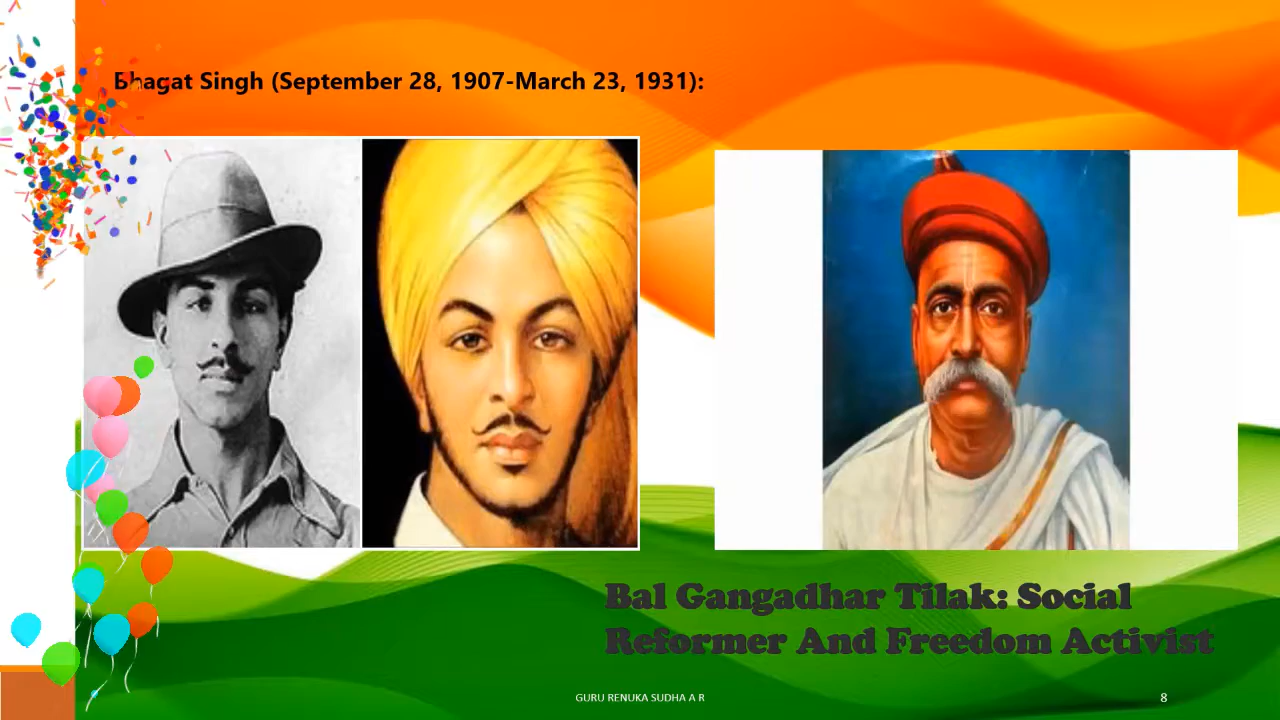 Bhagat Singh (September 28, 1907-March 23, 1931):
Bal Gangadhar Tilak: Social
Reformer And Freedom Activist
GURU RENUKA SUDHA A R
8